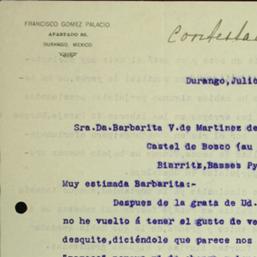 FRANCISCO GOMEZ PALACIO
APARTADO 85.
DURANGO, MEXICO
Contesta
Durango, Juli
Sra.Da.Barbarita V.de Martinez de
Castel de Bosco (au
Biarritz, Basses Py
Muy estimada Barbarita:-
Despues de la grata de Ud.
no he vuelto á tener el gusto de ve
desquite, diciéndole que parece nos